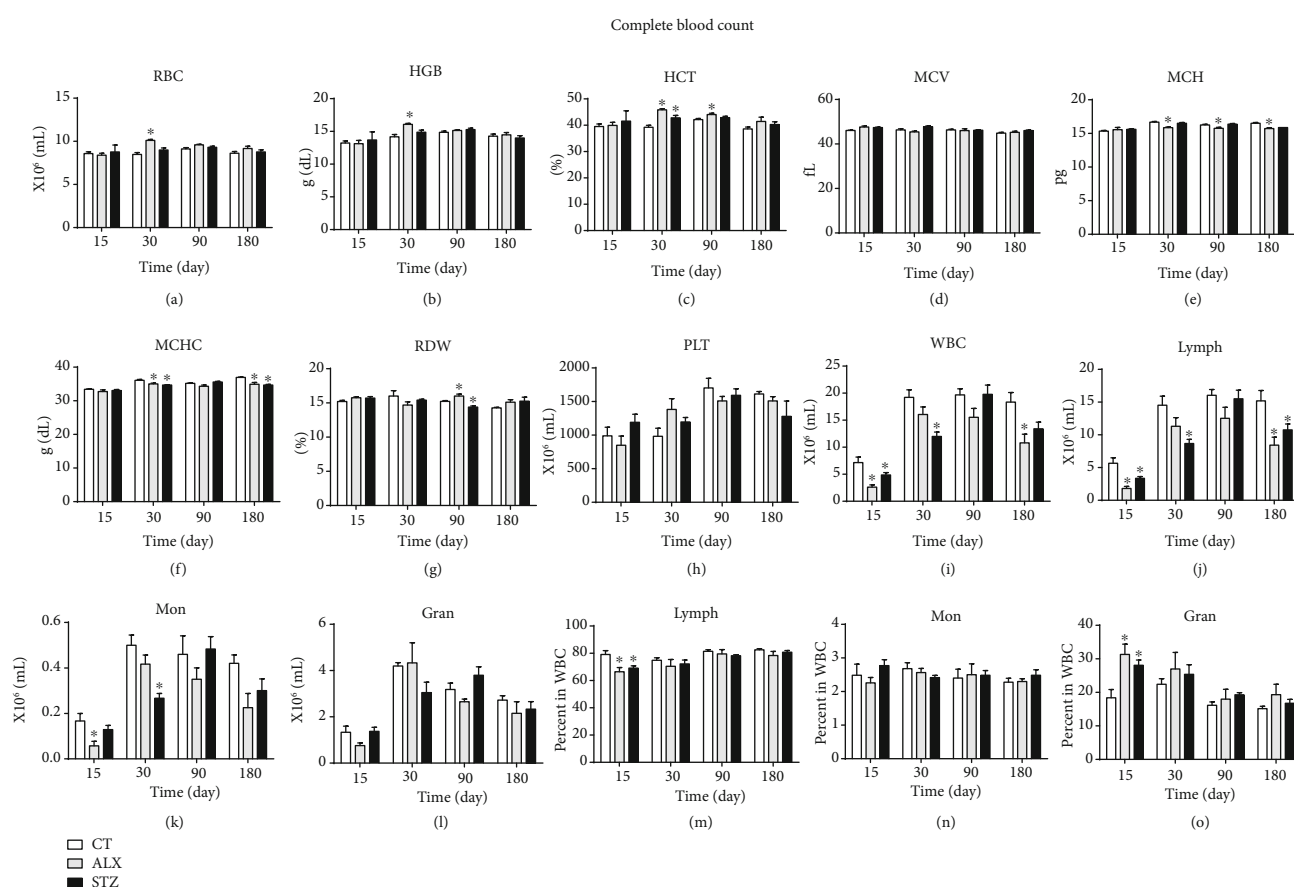 Complete blood count
RBC
X10⁶ (mL)
15
10
5
0
15 30 90 180
Time (day)
(a)
HGB
g (dL)
20
15
10
5
0
*
15 30 90 180
Time (day)
(b)
HCT
(%)
50
40
30
20
10
0
* * *
15 30 90 180
Time (day)
(c)
MCV
fL
60
40
20
0
15 30 90 180
Time (day)
(d)
MCH
pg
20
15
10
5
0
* * *
15 30 90 180
Time (day)
(e)
MCHC
g (dL)
40
30
20
10
0
* * * *
15 30 90 180
Time (day)
(f)
RDW
(%)
20
15
10
5
0
* *
15 30 90 180
Time (day)
(g)
PLT
X10⁶ (mL)
2000
1500
1000
500
0
15 30 90 180
Time (day)
(h)
WBC
X10⁶ (mL)
25
20
15
10
5
0
* * * *
15 30 90 180
Time (day)
(i)
Lymph
X10⁶ (mL)
20
15
10
5
0
* * * * *
15 30 90 180
Time (day)
(j)
Mon
X10⁶ (mL)
0.6
0.4
0.2
0.0
* *
15 30 90 180
Time (day)
(k)
Gran
X10⁶ (mL)
6
4
2
0
15 30 90 180
Time (day)
(l)
Lymph
Percent in WBC
100
80
60
40
20
0
* *
15 30 90 180
Time (day)
(m)
Mon
Percent in WBC
4
3
2
1
0
15 30 90 180
Time (day)
(n)
Gran
Percent in WBC
40
30
20
10
0
* *
15 30 90 180
Time (day)
(o)
CT
ALX
STZ